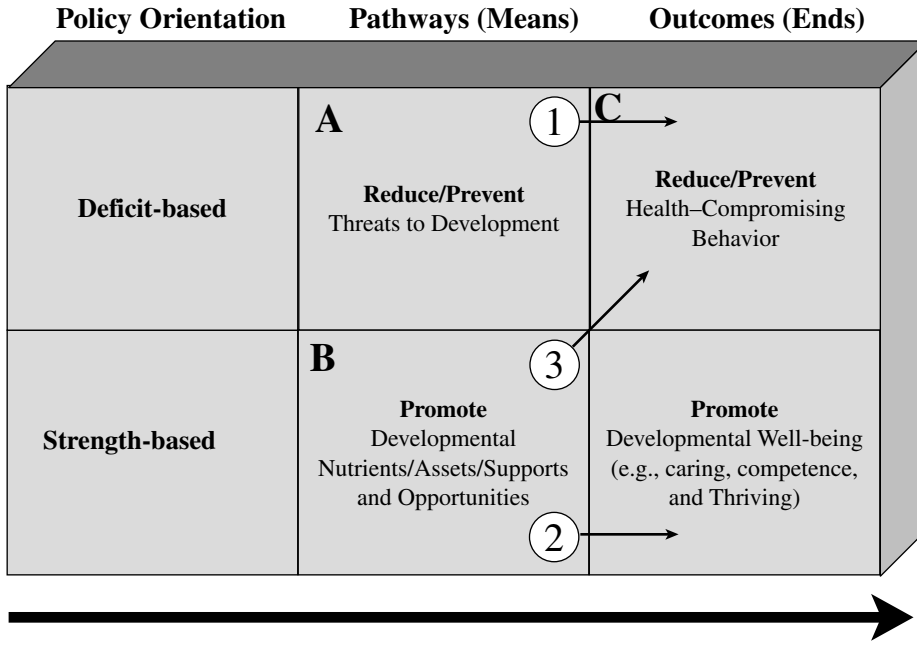 Policy Orientation Pathways (Means) Outcomes (Ends)
A
1
C
Deficit-based
Reduce/Prevent
Threats to Development
Reduce/Prevent
Health–Compromising
Behavior
B
3
Strength-based
Promote
Developmental
Nutrients/Assets/Supports
and Opportunities
Promote
Developmental Well-being
(e.g., caring, competence,
and Thriving)
2